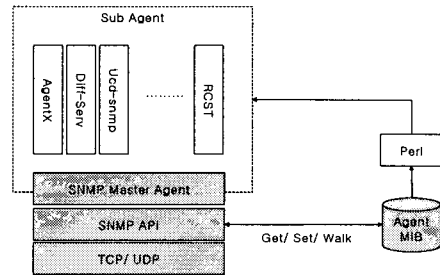 Sub Agent
AgentX
Diff-Serv
Ucd-snmp
........
RCST
Perl
SNMP Master Agent
SNMP API
Get/ Set/ Walk
Agent
MIB
TCP/ UDP